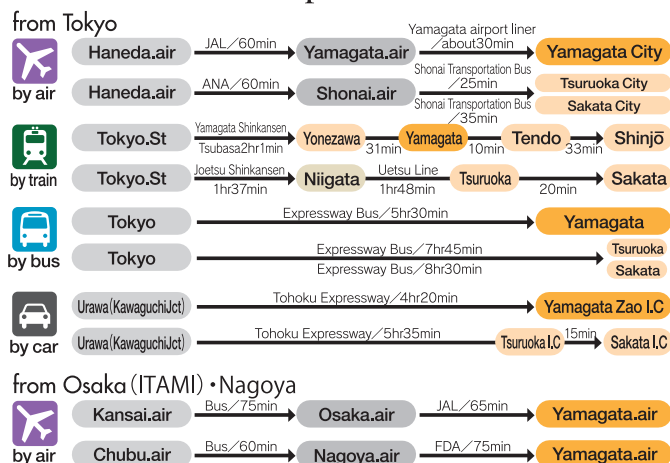 from Tokyo
by air
Haneda.air JAL/60min Yamagata.air Yamagata airport liner /about30min Yamagata City
Haneda.air ANA/60min Shonai.air Shonai Transportation Bus /25min Tsuruoka City
Shonai Transportation Bus /35min Sakata City
by train
Tokyo.St Yamagata Shinkansen Tsubasa2hr1min Yonezawa 31min Yamagata 10min Tendo 33min Shinjō
Tokyo.St Joetsu Shinkansen 1hr37min Niigata Uetsu Line 1hr48min Tsuruoka 20min Sakata
by bus
Tokyo Expressway Bus/5hr30min Yamagata
Tokyo Expressway Bus/7hr45min Tsuruoka
Expressway Bus/8hr30min Sakata
by car
Urawa(KawaguchiJct) Tohoku Expressway/4hr20min Yamagata Zao I.C
Urawa(KawaguchiJct) Tohoku Expressway/5hr35min Tsuruoka I.C 15min Sakata I.C
from Osaka(ITAMI)・Nagoya
by air
Kansai.air Bus/75min Osaka.air JAL/65min Yamagata.air
Chubu.air Bus/60min Nagoya.air FDA/75min Yamagata.air